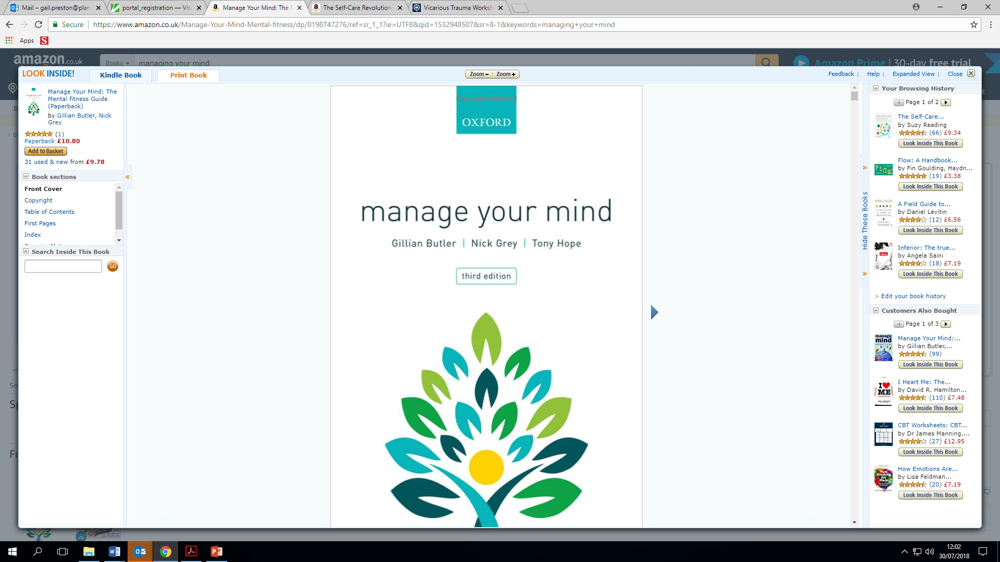 Mail – gail.preston@plan
portal_registration — Vita
Manage Your Mind: The M
The Self-Care Revolution:
Vicarious Trauma Worksh
Secure
https://www.amazon.co.uk/Manage-Your-Mind-Mental-fitness/dp/0198747276/ref=sr_1_1?ie=UTF8&qid=1532948507&sr=8-1&keywords=managing+your+mind
Apps
amazon.co.uk
Books
managing your mind
Amazon Prime | 30-day free trial
LOOK INSIDE!
Kindle Book
Print Book
Zoom –
Zoom +
Feedback |
Help |
Expanded View |
Close
Manage Your Mind: The
Mental fitness Guide
(Paperback)
by Gillian Butler, Nick
Grey
(1)
Paperback £10.80
Add to Basket
31 used & new from £9.78
Book sections
Front Cover
Copyright
Table of Contents
First Pages
Index
Search Inside This Book
GO
Copyrighted Material
OXFORD
manage your mind
Gillian Butler | Nick Grey | Tony Hope
third edition
Hide These Books
Your Browsing History
Page 1 of 2
The Self-Care...
by Suzy Reading
(66) £9.34
Look Inside This Book
Flow: A Handbook...
by Fin Goulding, Haydn...
(19) £3.38
Look Inside This Book
A Field Guide to...
by Daniel Levitin
(12) £6.56
Look Inside This Book
Inferior: The true...
by Angela Saini
(18) £7.19
Look Inside This Book
> Edit your book history
Customers Also Bought
Page 1 of 3
manage
mind
Manage Your Mind:...
by Gillian Butler,...
(99)
Look Inside This Book
I ♥
ME
I Heart Me: The...
by David R. Hamilton...
(110) £7.48
Look Inside This Book
CBT Worksheets: CBT...
by Dr James Manning,...
(27) £12.95
Look Inside This Book
How
Emotions
Are
Made
How Emotions Are...
by Lisa Feldman...
(20) £7.19
Look Inside This Book
12:02
30/07/2018